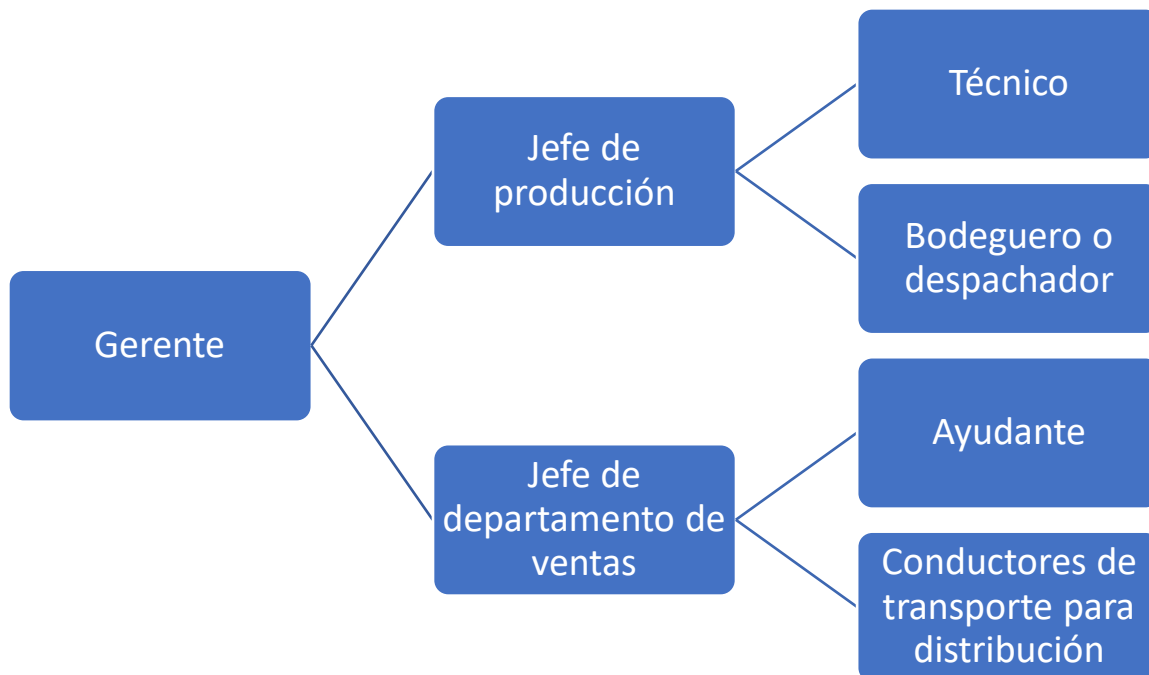 Gerente
Jefe de
producción
Técnico
Bodeguero o
despachador
Jefe de
departamento de
ventas
Ayudante
Conductores de
transporte para
distribución